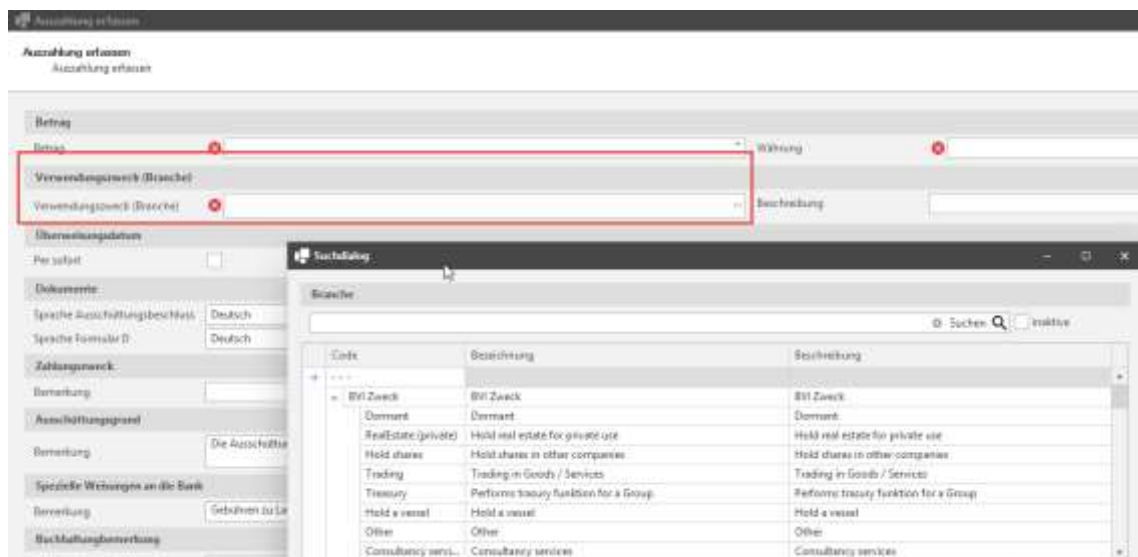 Auszahlung erfassen
Auszahlung erfassen
Auszahlung erfassen
Betrag
Betrag
Währung
Verwendungszweck (Branche)
Verwendungszweck (Branche)
Beschreibung
Überweisungsdatum
Per sofort
Dokumente
Sprache Ausschüttungsbeschluss Deutsch
Sprache Formular D Deutsch
Zahlungszweck
Bemerkung
Ausschüttungsgrund
Bemerkung Die Ausschüttu
Spezielle Weisungen an die Bank
Bemerkung Gebühren zu La
Buchhaltungsbemerkung
Suchdialog
Branche
Suchen inaktive
Code Bezeichnung Beschreibung
BVI Zweck BVI Zweck BVI Zweck
Dormant Dormant Dormant
RealEstate (private) Hold real estate for private use Hold real estate for private use
Hold shares Hold shares in other companies Hold shares in other companies
Trading Trading in Goods / Services Trading in Goods / Services
Treasury Performs trasury funktion for a Group Performs trasury funktion for a Group
Hold a vessel Hold a vessel Hold a vessel
Other Other Other
Consultancy servi... Consultancy services Consultancy services